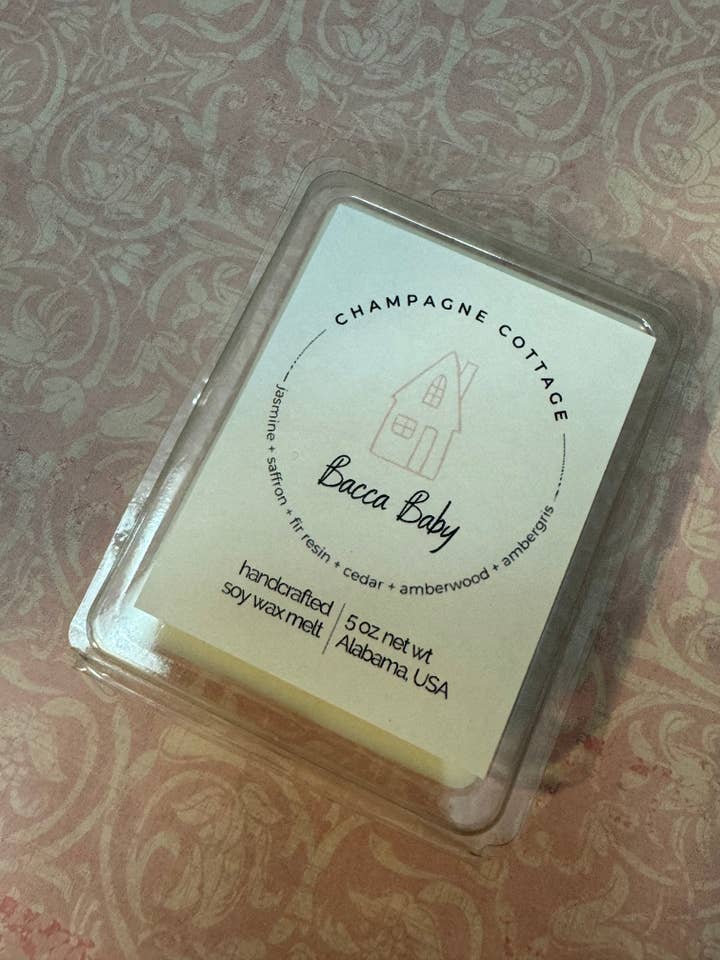 CHAMPAGNE COTTAGE
Bacca Baby
jasmine + saffron + fir resin + cedar + amberwood + ambergris
handcrafted
soy wax melt
5 oz net wt
Alabama, USA